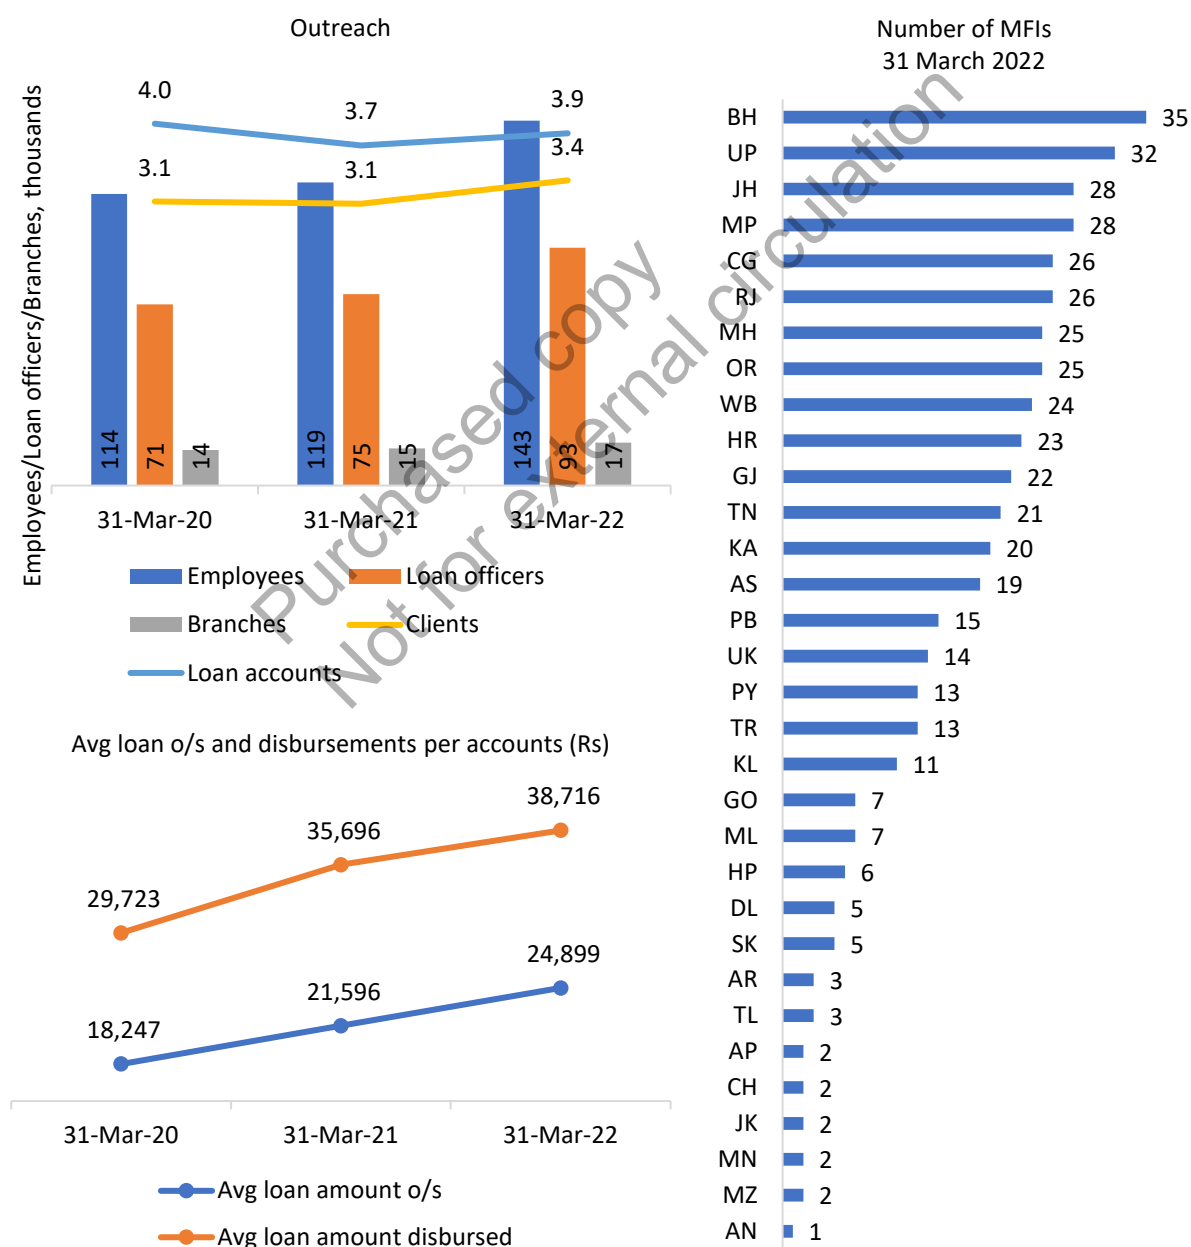 Outreach
Employees/Loan officers/Branches, thousands
4.0
3.7
3.9
3.1
3.1
3.4
114
71
14
119
75
15
143
93
17
31-Mar-20
31-Mar-21
31-Mar-22
Employees
Loan officers
Branches
Clients
Loan accounts
Avg loan o/s and disbursements per accounts (Rs)
38,716
35,696
29,723
24,899
21,596
18,247
31-Mar-20
31-Mar-21
31-Mar-22
Avg loan amount o/s
Avg loan amount disbursed
Number of MFIs
31 March 2022
BH 35
UP 32
JH 28
MP 28
CG 26
RJ 26
MH 25
OR 25
WB 24
HR 23
GJ 22
TN 21
KA 20
AS 19
PB 15
UK 14
PY 13
TR 13
KL 11
GO 7
ML 7
HP 6
DL 5
SK 5
AR 3
TL 3
AP 2
CH 2
JK 2
MN 2
MZ 2
AN 1
Purchased copy
Not for external circulation